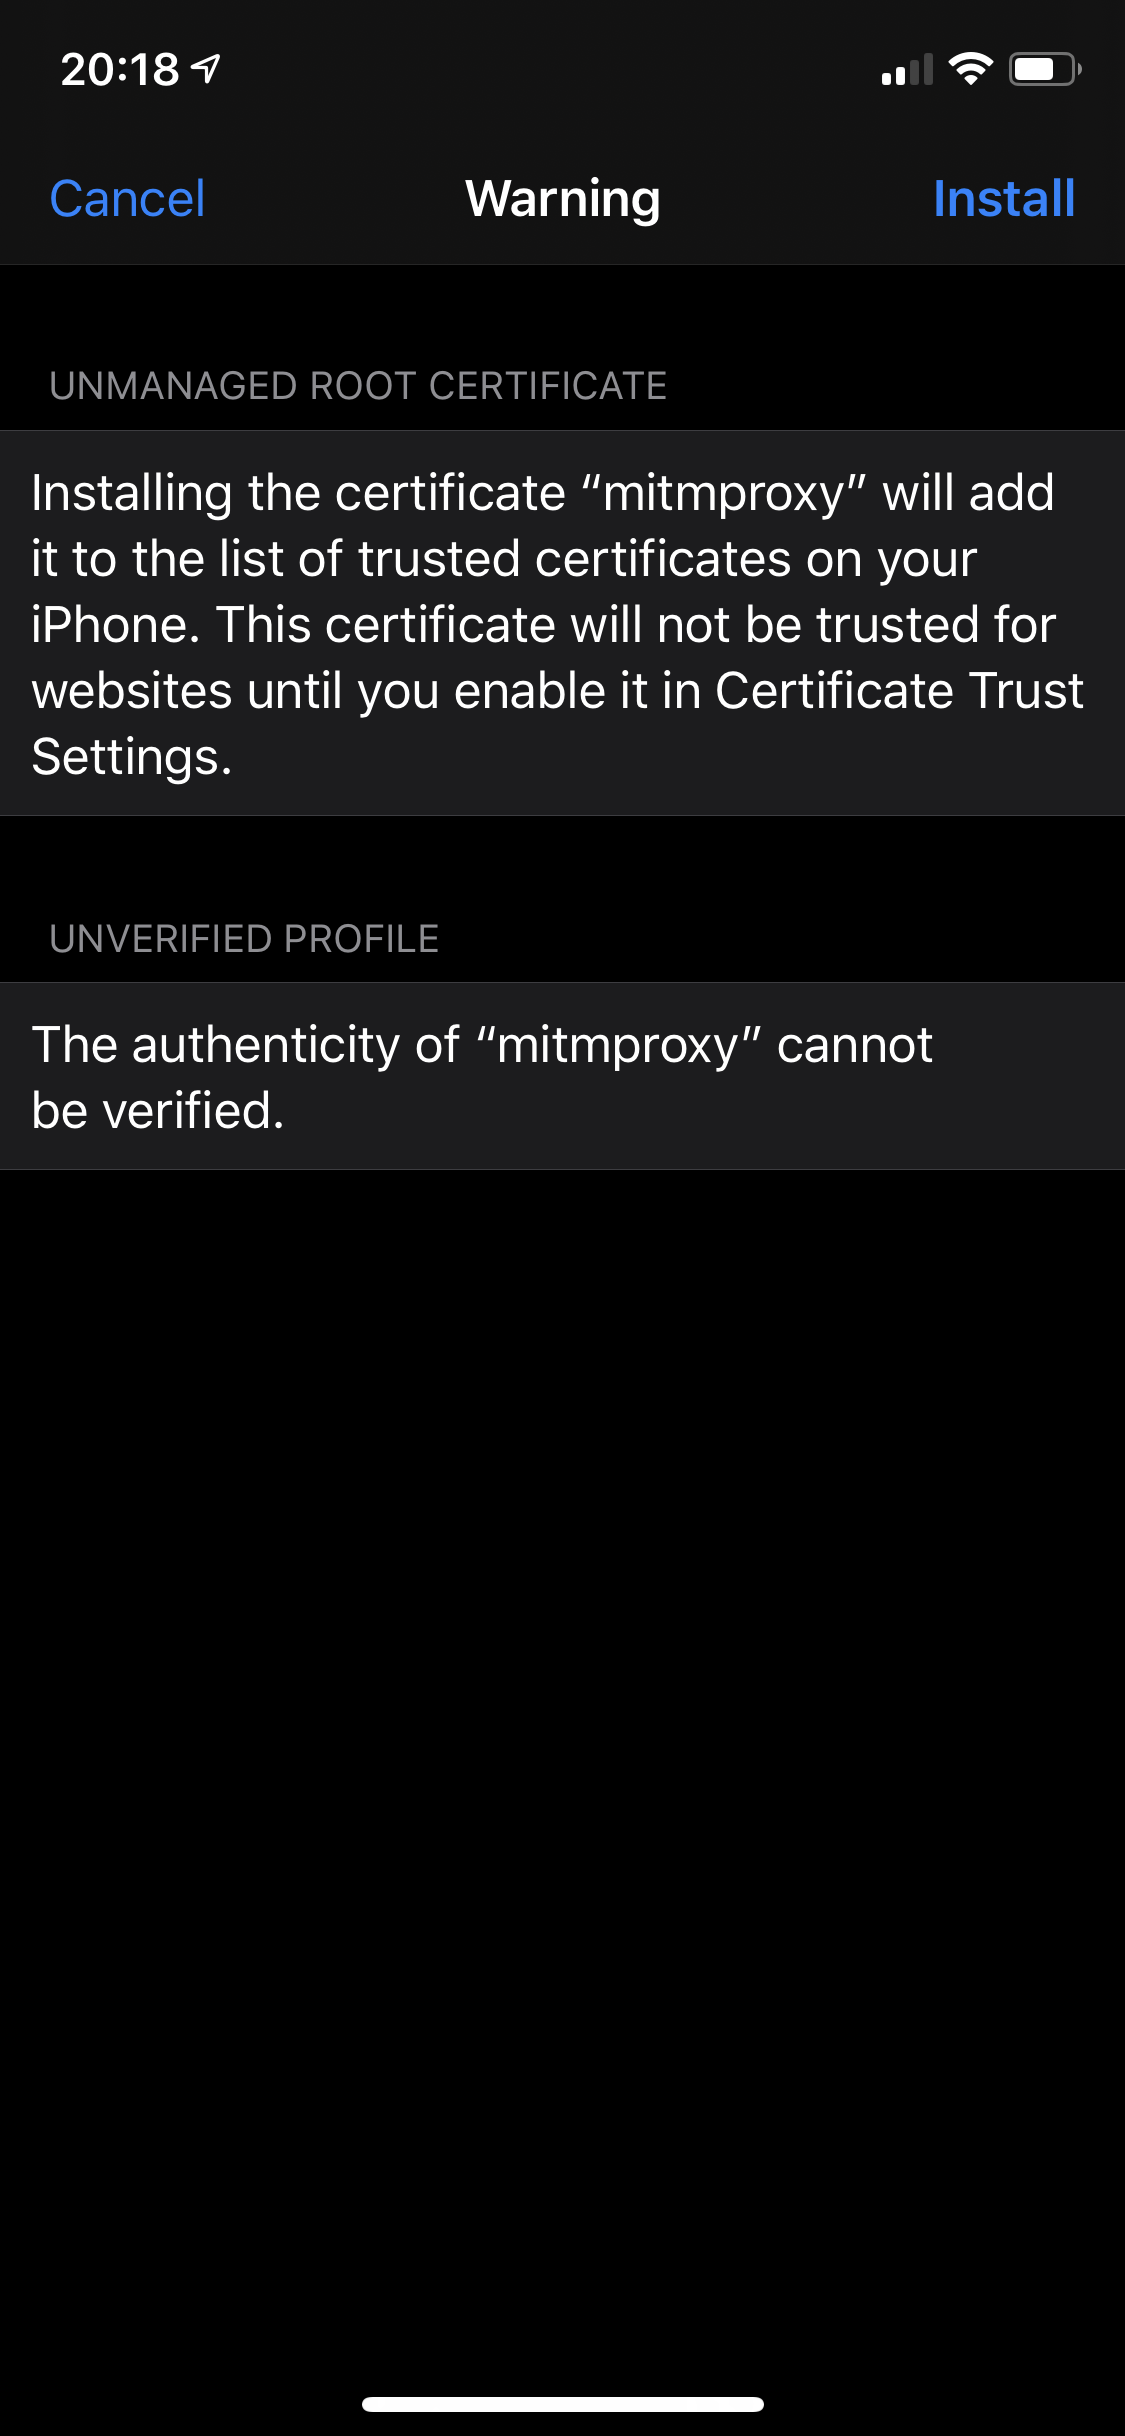 20:18
Cancel Warning Install
UNMANAGED ROOT CERTIFICATE
Installing the certificate “mitmproxy” will add
it to the list of trusted certificates on your
iPhone. This certificate will not be trusted for
websites until you enable it in Certificate Trust
Settings.
UNVERIFIED PROFILE
The authenticity of “mitmproxy” cannot
be verified.